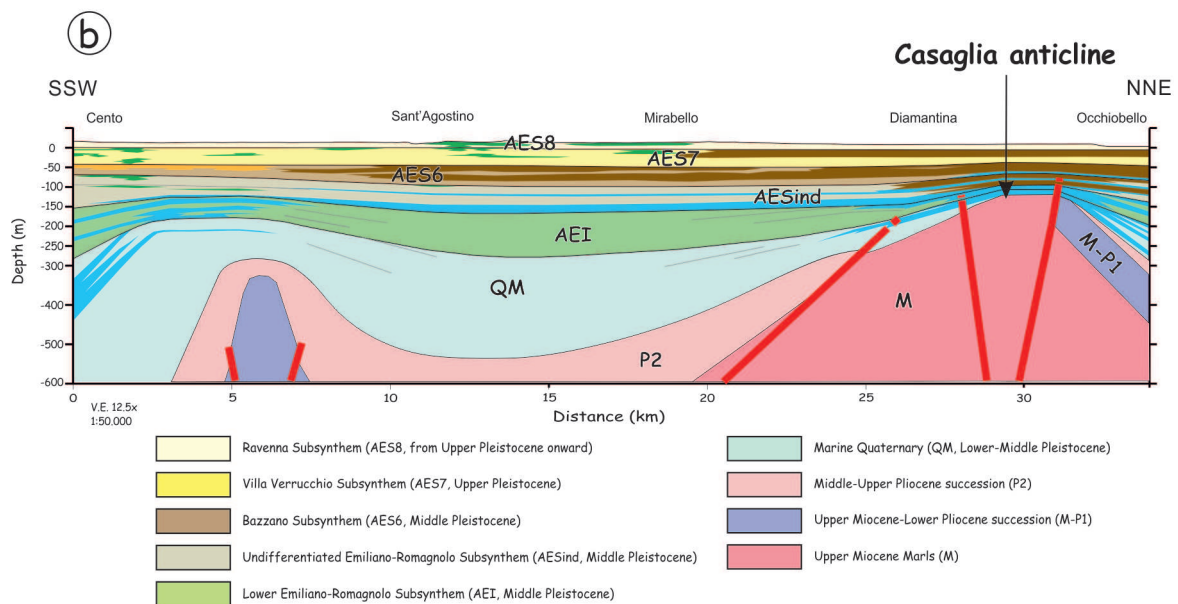 b
Casaglia anticline
SSW
NNE
Cento
Sant'Agostino
Mirabello
Diamantina
Occhiobello
AES8
AES7
AES6
AESind
AEI
QM
M-P1
M
P2
Depth (m)
0
-50
-100
-150
-200
-250
-300
-400
-500
-600
0 5 10 15 20 25 30
V.E. 12.5x
1:50,000
Distance (km)
Ravenna Subsynthem (AES8, from Upper Pleistocene onward)
Villa Verrucchio Subsynthem (AES7, Upper Pleistocene)
Bazzano Subsynthem (AES6, Middle Pleistocene)
Undifferentiated Emiliano-Romagnolo Subsynthem (AESind, Middle Pleistocene)
Lower Emiliano-Romagnolo Subsynthem (AEI, Middle Pleistocene)
Marine Quaternary (QM, Lower-Middle Pleistocene)
Middle-Upper Pliocene succession (P2)
Upper Miocene-Lower Pliocene succession (M-P1)
Upper Miocene Marls (M)